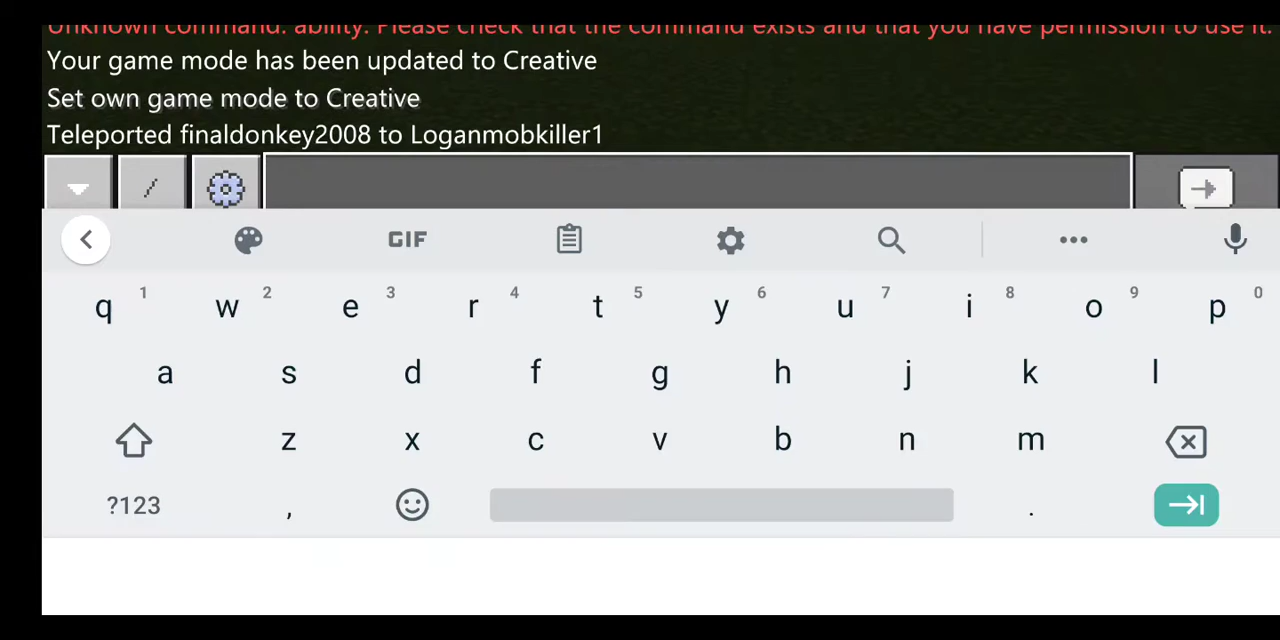 Unknown command: ability. Please check that the command exists and that you have permission to use it.
Your game mode has been updated to Creative
Set own game mode to Creative
Teleported finaldonkey2008 to Loganmobkiller1
/
GIF
q 1 w 2 e 3 r 4 t 5 y 6 u 7 i 8 o 9 p 0
a s d f g h j k l
z x c v b n m
?123 , .